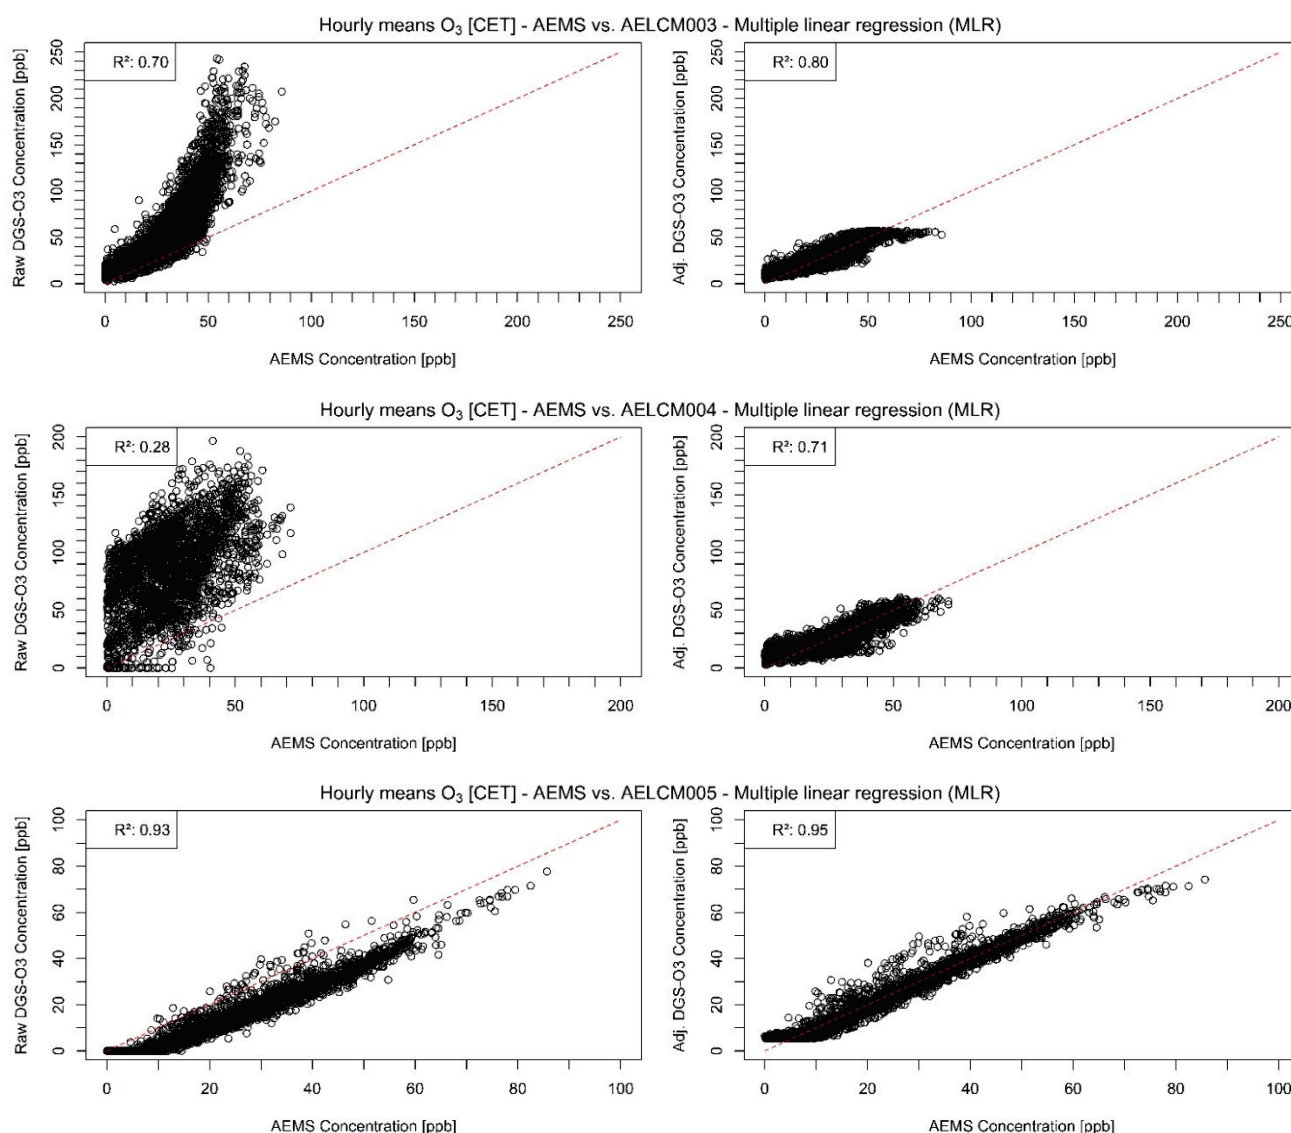 Hourly means O₃ [CET] - AEMS vs. AELCM003 - Multiple linear regression (MLR)
Raw DGS-O3 Concentration [ppb]
0 50 100 150 200 250
R²: 0.70
0 50 100 150 200 250
AEMS Concentration [ppb]
Adj. DGS-O3 Concentration [ppb]
0 50 100 150 200 250
R²: 0.80
0 50 100 150 200 250
AEMS Concentration [ppb]
Hourly means O₃ [CET] - AEMS vs. AELCM004 - Multiple linear regression (MLR)
Raw DGS-O3 Concentration [ppb]
0 50 100 150 200
R²: 0.28
0 50 100 150 200
AEMS Concentration [ppb]
Adj. DGS-O3 Concentration [ppb]
0 50 100 150 200
R²: 0.71
0 50 100 150 200
AEMS Concentration [ppb]
Hourly means O₃ [CET] - AEMS vs. AELCM005 - Multiple linear regression (MLR)
Raw DGS-O3 Concentration [ppb]
0 20 40 60 80 100
R²: 0.93
0 20 40 60 80 100
AEMS Concentration [ppb]
Adj. DGS-O3 Concentration [ppb]
0 20 40 60 80 100
R²: 0.95
0 20 40 60 80 100
AEMS Concentration [ppb]